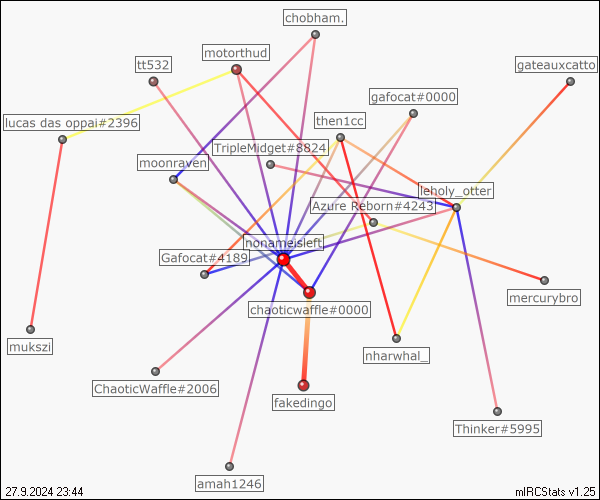 chobham.
motorthud
tt532
gateauxcatto
gafocat#0000
lucas das oppai#2396
then1cc
TripleMidget#8824
moonraven
leholy_otter
Azure Reborn#4243
nonameisleft
Gafocat#4189
mercurybro
chaoticwaffle#0000
mukszi
nharwhal_
ChaoticWaffle#2006
fakedingo
Thinker#5995
amah1246
27.9.2024 23:44
mIRCStats v1.25